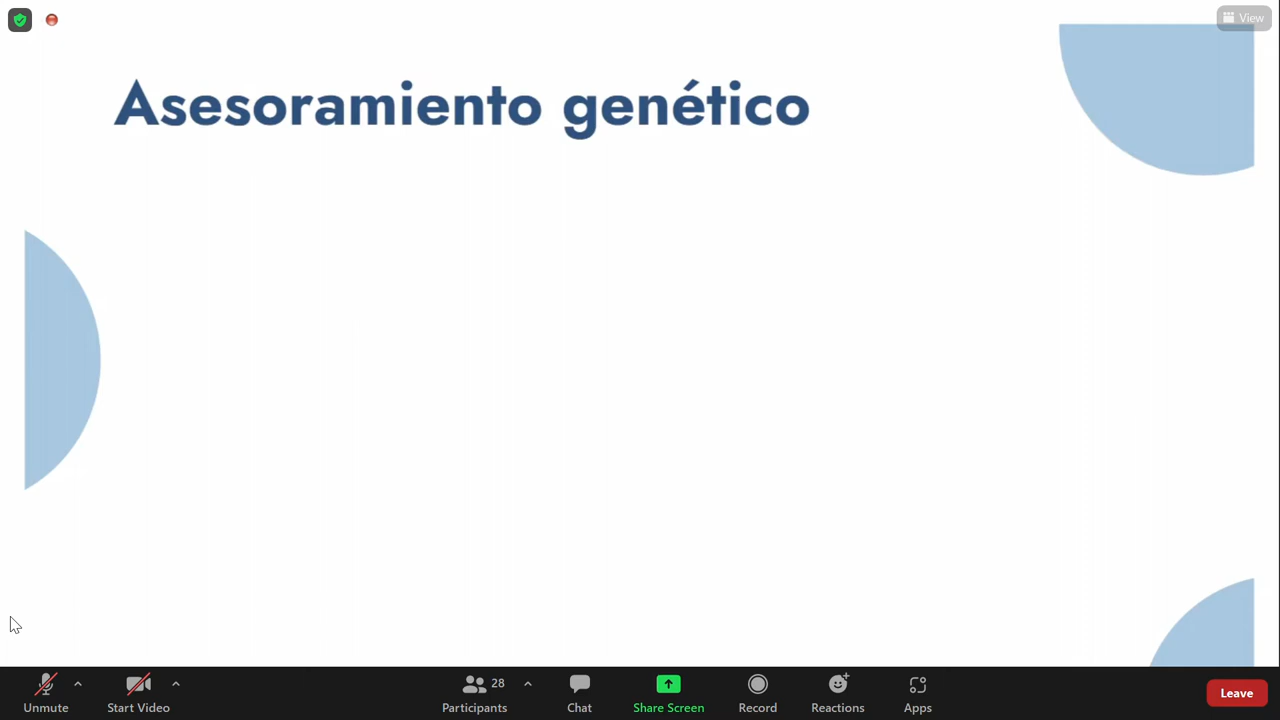 View
Asesoramiento genético
28
Unmute
Start Video
Participants
Chat
Share Screen
Record
Reactions
Apps
Leave